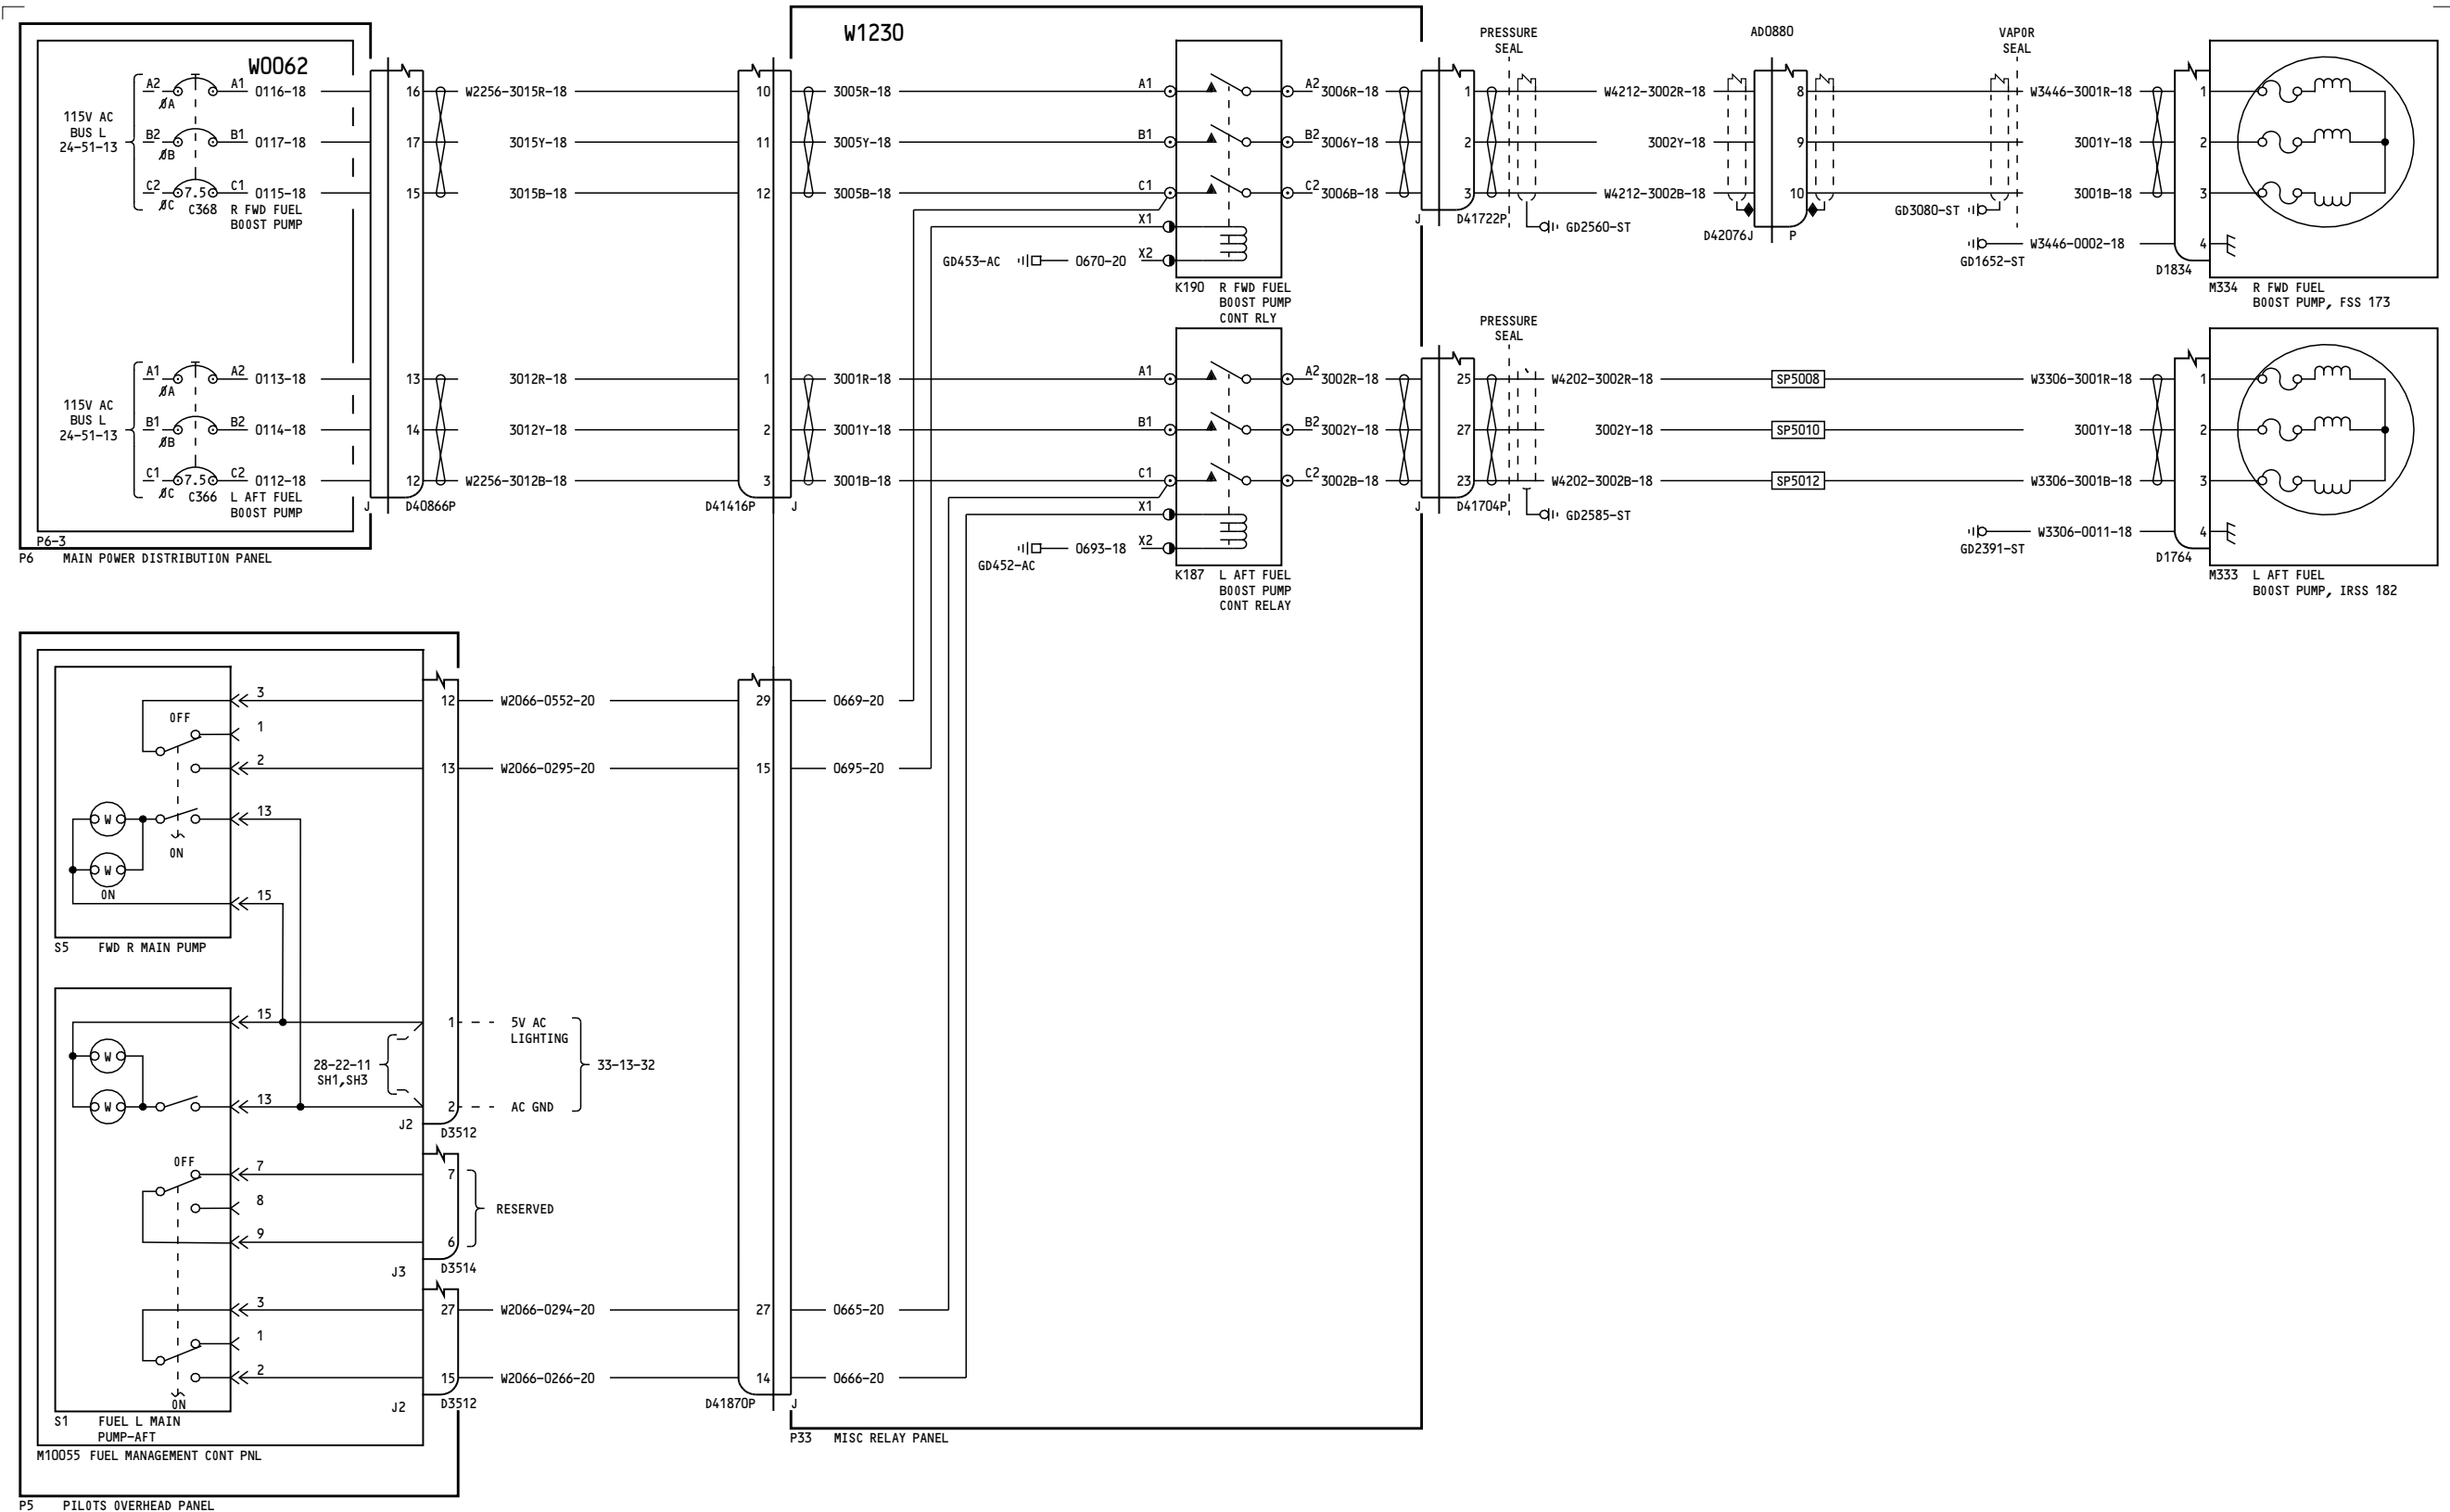 W0062
W1230
115V AC
BUS L
24-51-13
A2 A1 0116-18
ØA
B2 B1 0117-18
ØB
C2 7.5 C1 0115-18
ØC C368 R FWD FUEL
BOOST PUMP
16 W2256-3015R-18 10 3005R-18 A1 A2 3006R-18 1
17 3015Y-18 11 3005Y-18 B1 B2 3006Y-18 2
15 3015B-18 12 3005B-18 C1 C2 3006B-18 3
X1
GD453-AC 0670-20 X2
K190 R FWD FUEL
BOOST PUMP
CONT RLY
J D41722P
PRESSURE
SEAL
GD2560-ST
AD0880
W4212-3002R-18 8
3002Y-18 9
W4212-3002B-18 10
D42076J P
VAPOR
SEAL
GD3080-ST
W3446-3001R-18 1
3001Y-18 2
3001B-18 3
W3446-0002-18 4
GD1652-ST
D1834
M334 R FWD FUEL
BOOST PUMP, FSS 173
115V AC
BUS L
24-51-13
A1 A2 0113-18
ØA
B1 B2 0114-18
ØB
C1 7.5 C2 0112-18
ØC C366 L AFT FUEL
BOOST PUMP
13 3012R-18 1 3001R-18 A1 A2 3002R-18 25
14 3012Y-18 2 3001Y-18 B1 B2 3002Y-18 27
12 W2256-3012B-18 3 3001B-18 C1 C2 3002B-18 23
J D40866P
D41416P J
X1
0693-18 X2
GD452-AC
K187 L AFT FUEL
BOOST PUMP
CONT RELAY
J D41704P
PRESSURE
SEAL
GD2585-ST
W4202-3002R-18 SP5008 W3306-3001R-18 1
3002Y-18 SP5010 3001Y-18 2
W4202-3002B-18 SP5012 W3306-3001B-18 3
W3306-0011-18 4
GD2391-ST
D1764
M333 L AFT FUEL
BOOST PUMP, IRSS 182
P6-3
P6 MAIN POWER DISTRIBUTION PANEL
3 12 W2066-0552-20 29 0669-20
OFF
1
2 13 W2066-0295-20 15 0695-20
W 13
ON
W
ON
15
S5 FWD R MAIN PUMP
15 1 5V AC
LIGHTING
W
28-22-11
SH1,SH3
33-13-32
W 13 2 AC GND
J2 D3512
OFF
7 7
8 RESERVED
9 6
J3 D3514
3 27 W2066-0294-20 27 0665-20
1
2 15 W2066-0266-20 14 0666-20
ON
J2 D3512
D41870P J
S1 FUEL L MAIN
PUMP-AFT
M10055 FUEL MANAGEMENT CONT PNL
P33 MISC RELAY PANEL
P5 PILOTS OVERHEAD PANEL